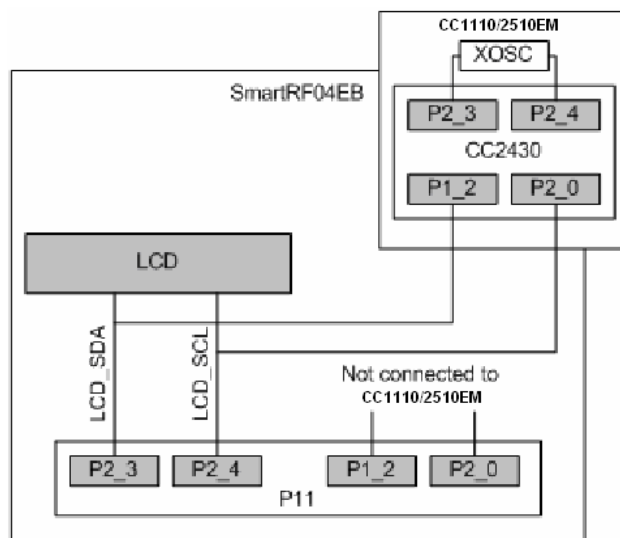 CC1110/2510EM
XOSC
SmartRF04EB
P2_3 P2_4
CC2430
P1_2 P2_0
LCD
LCD_SDA
LCD_SCL
Not connected to
CC1110/2510EM
P2_3 P2_4 P1_2 P2_0
P11